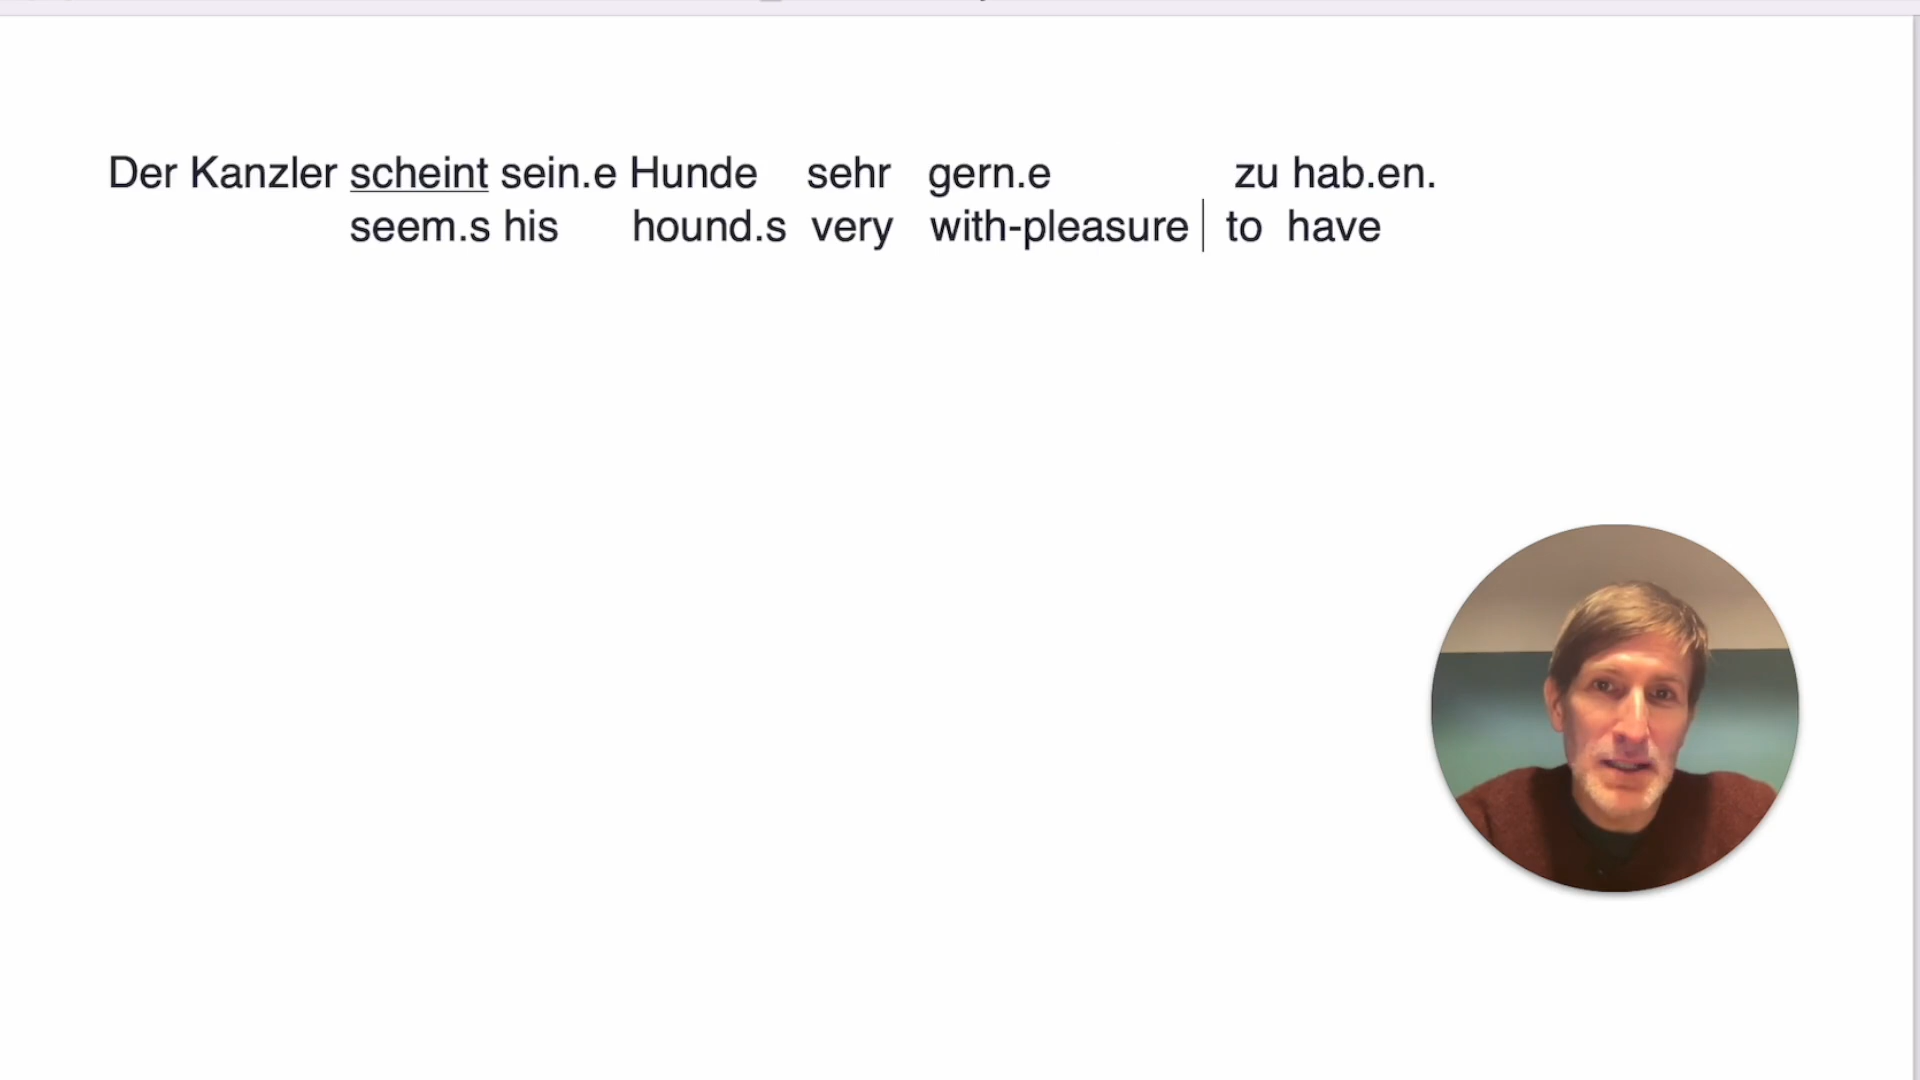 Der Kanzler scheint sein.e Hunde sehr gern.e zu hab.en.
seem.s his hound.s very with-pleasure to have